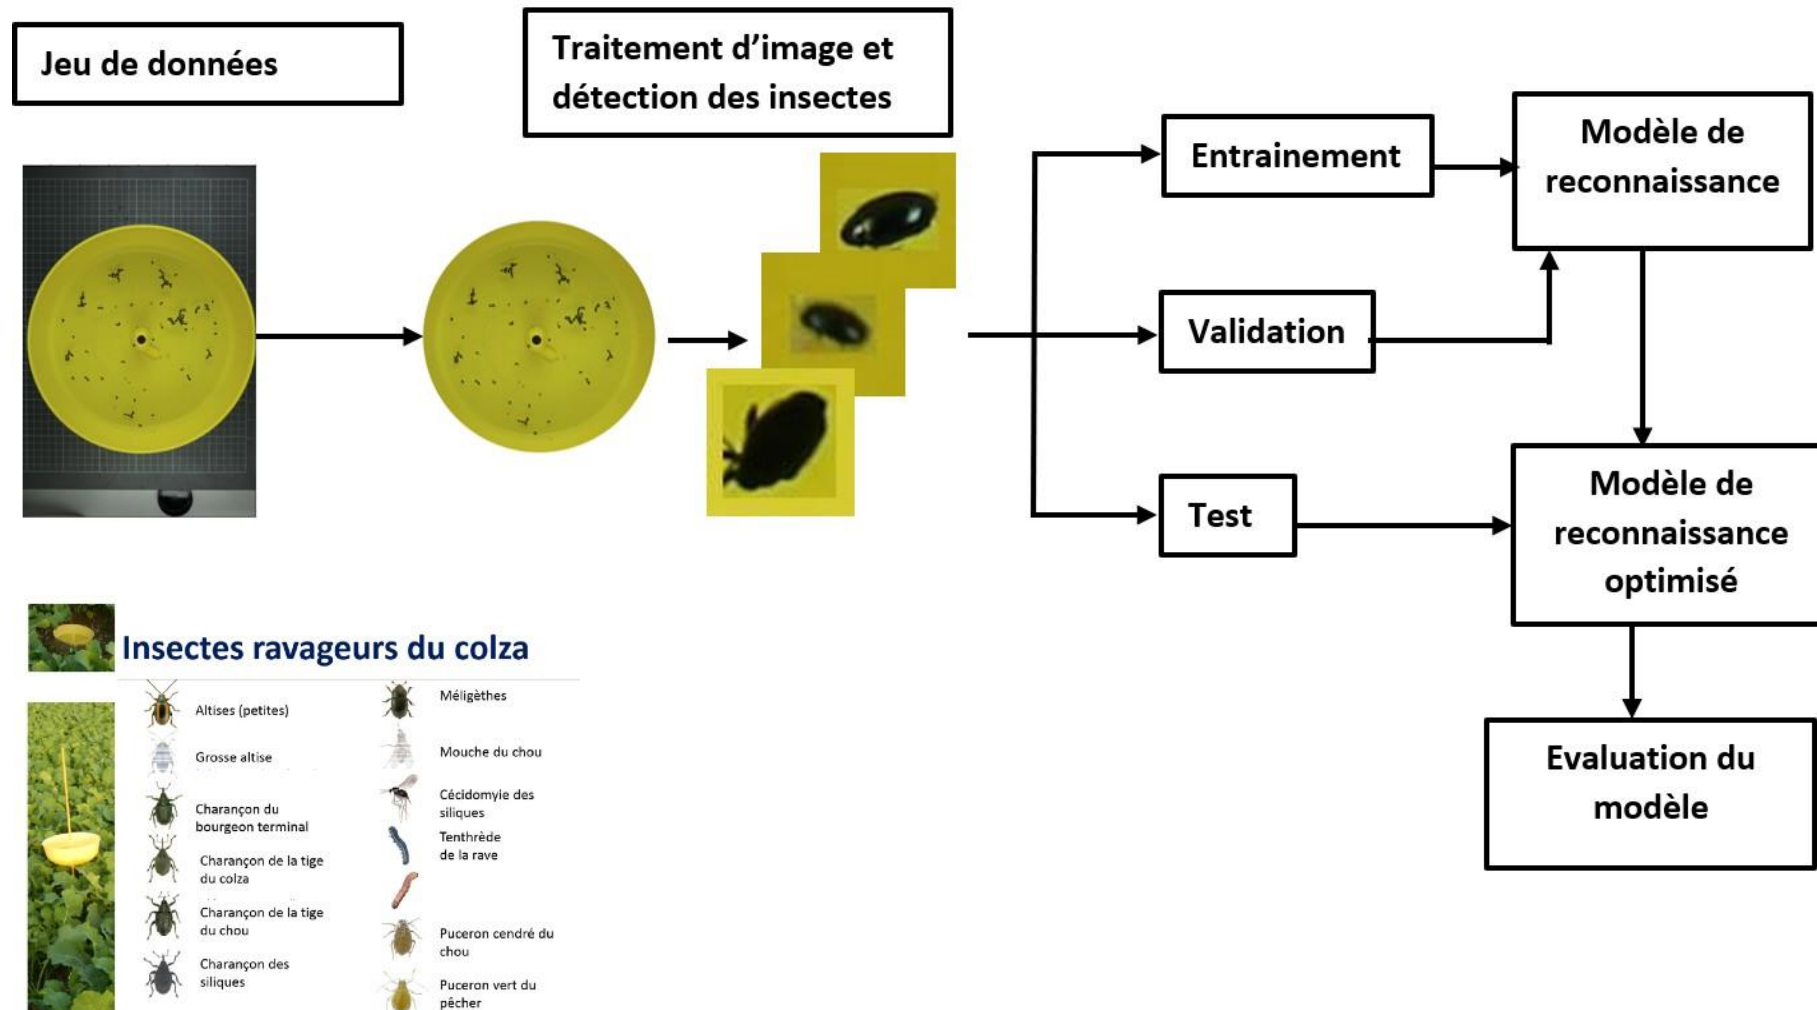 Jeu de données
Traitement d’image et
détection des insectes
Entrainement
Modèle de
reconnaissance
Validation
Test
Modèle de
reconnaissance
optimisé
Evaluation du
modèle
Insectes ravageurs du colza
Altises (petites)
Grosse altise
Charançon du
bourgeon terminal
Charançon de la tige
du colza
Charançon de la tige
du chou
Charançon des
siliques
Méligèthes
Mouche du chou
Cécidomyie des
siliques
Tenthrède
de la rave
Puceron cendré du
chou
Puceron vert du
pêcher